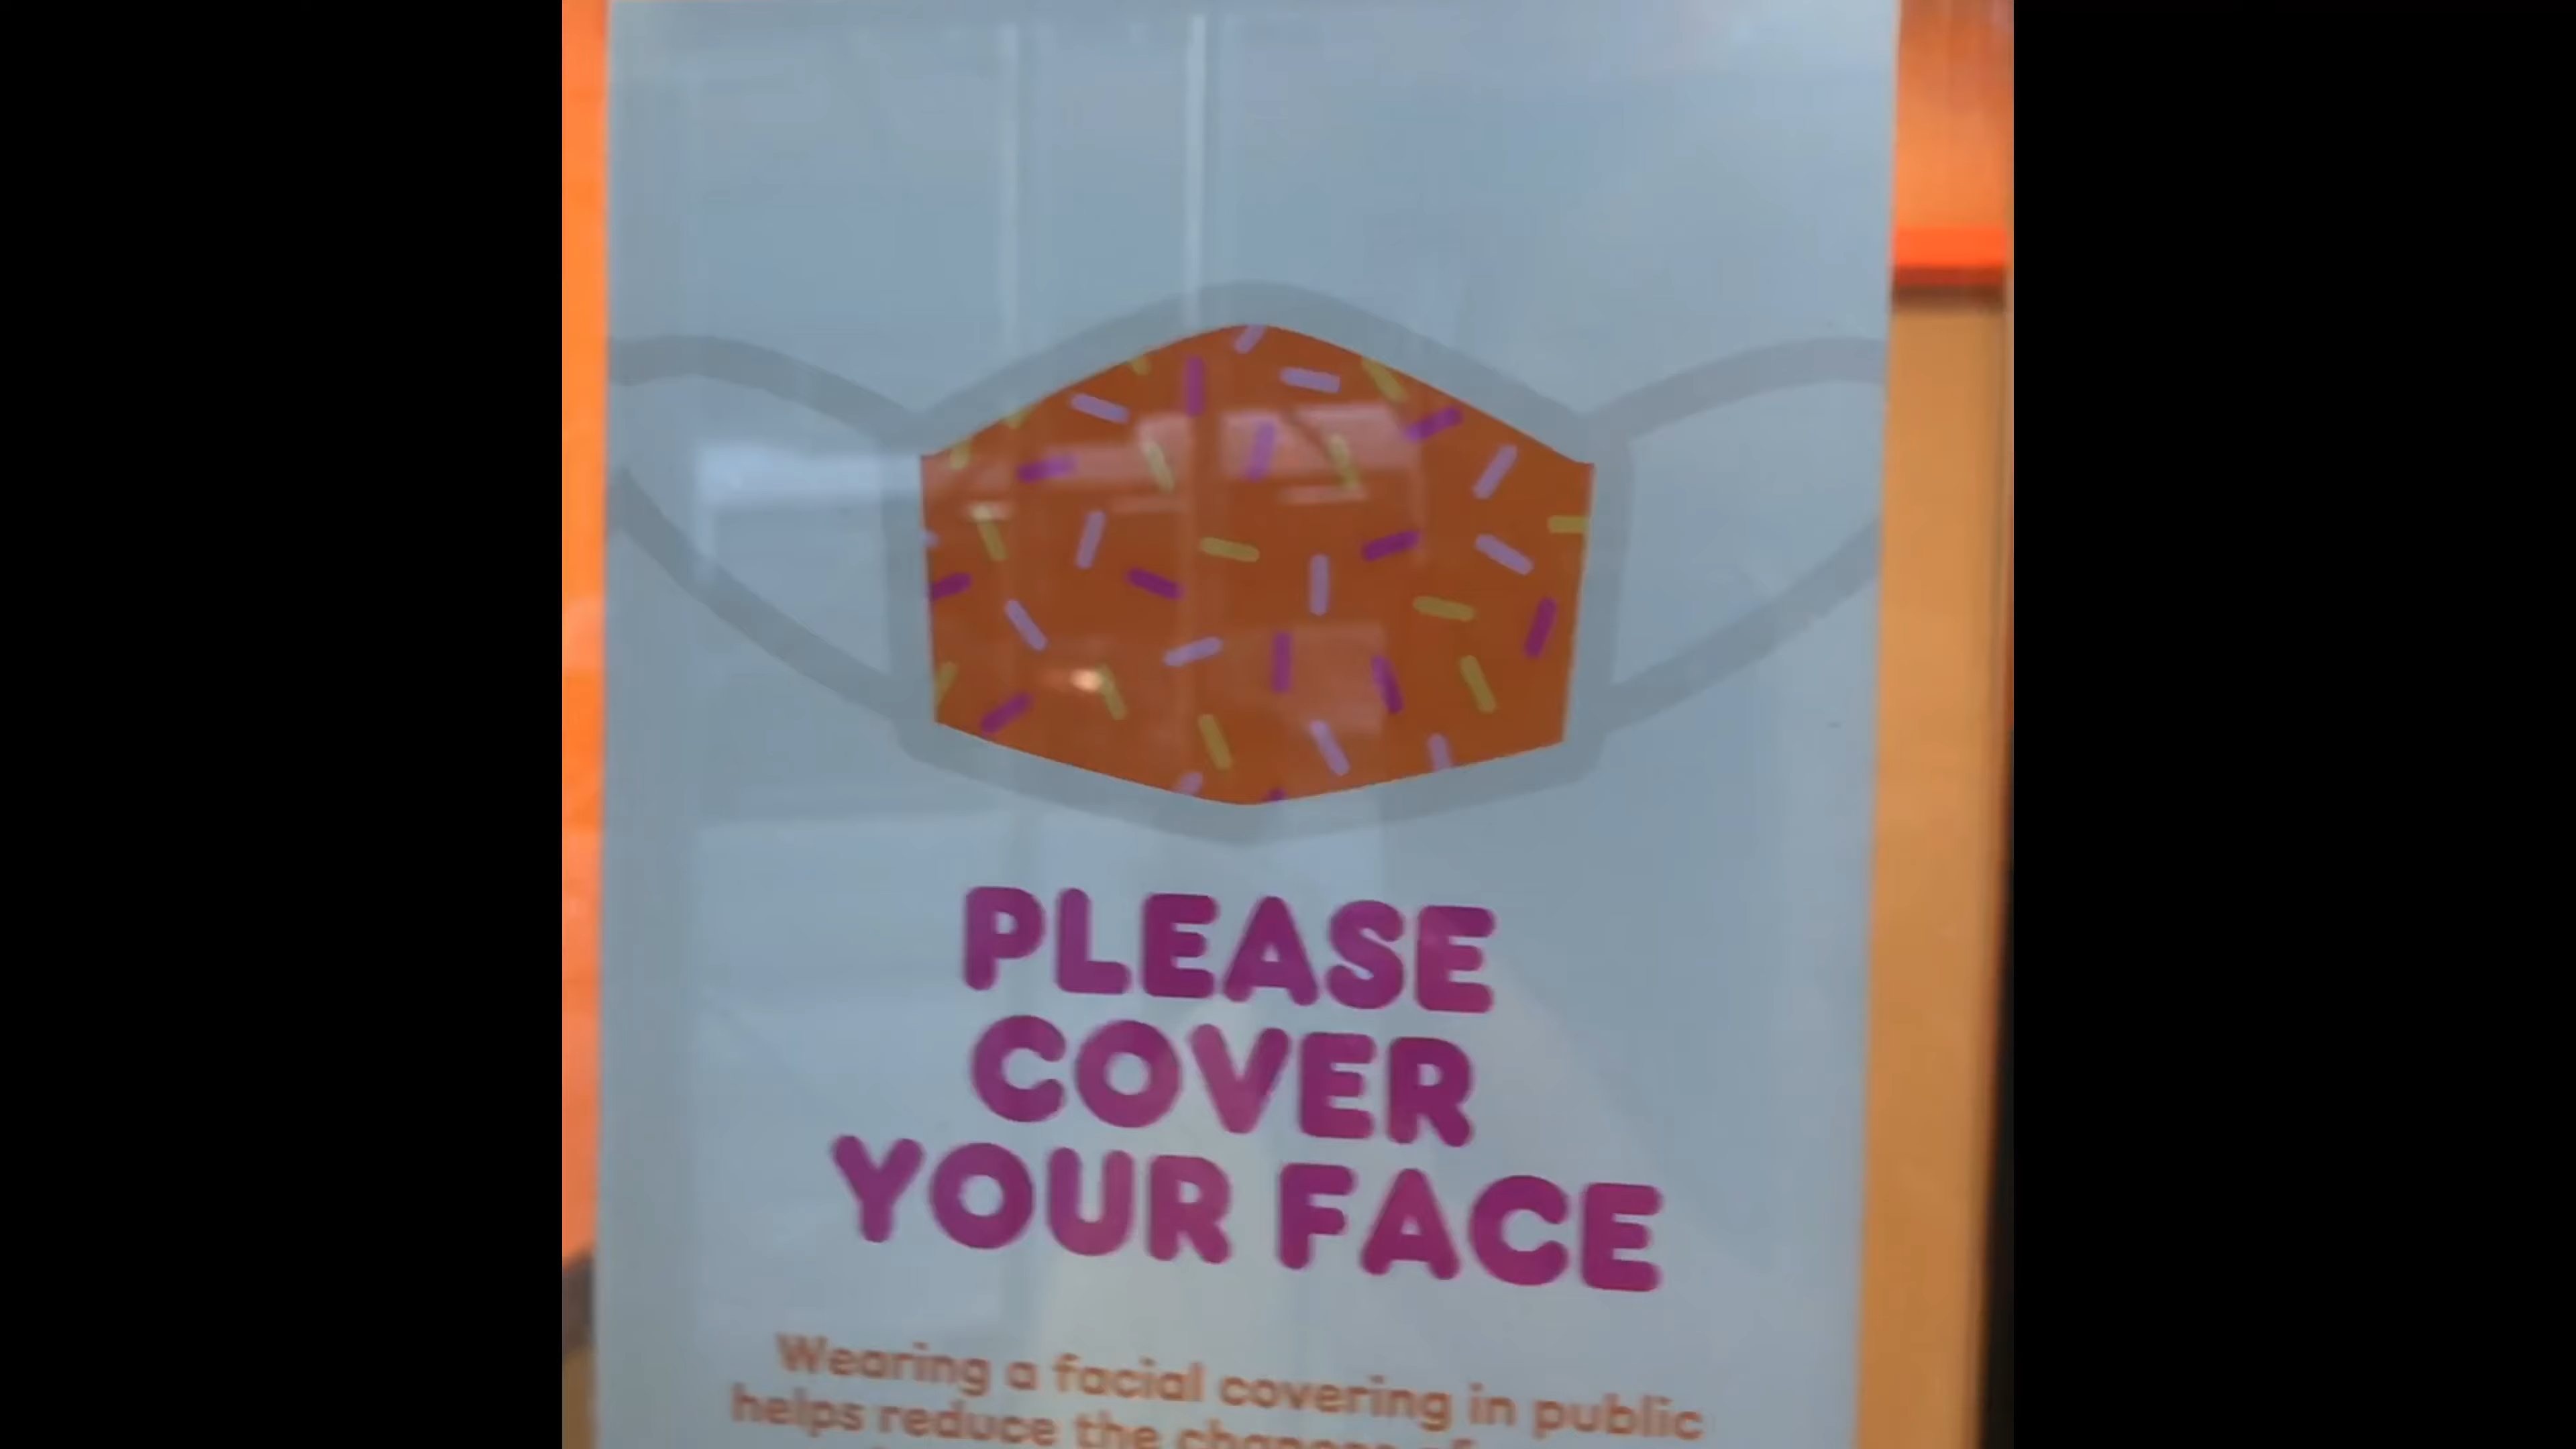 PLEASE
COVER
YOUR FACE
Wearing a facial covering in public
helps reduce the chances of